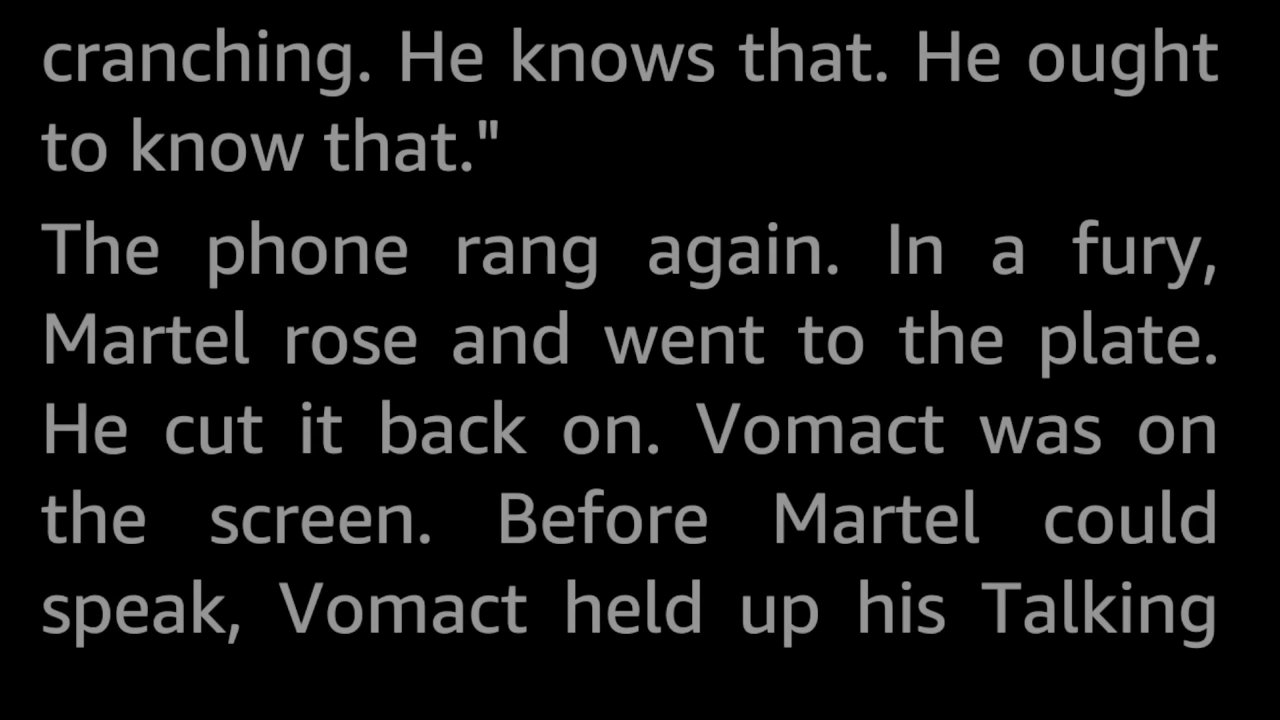 cranching. He knows that. He ought
to know that."
The phone rang again. In a fury,
Martel rose and went to the plate.
He cut it back on. Vomact was on
the screen. Before Martel could
speak, Vomact held up his Talking